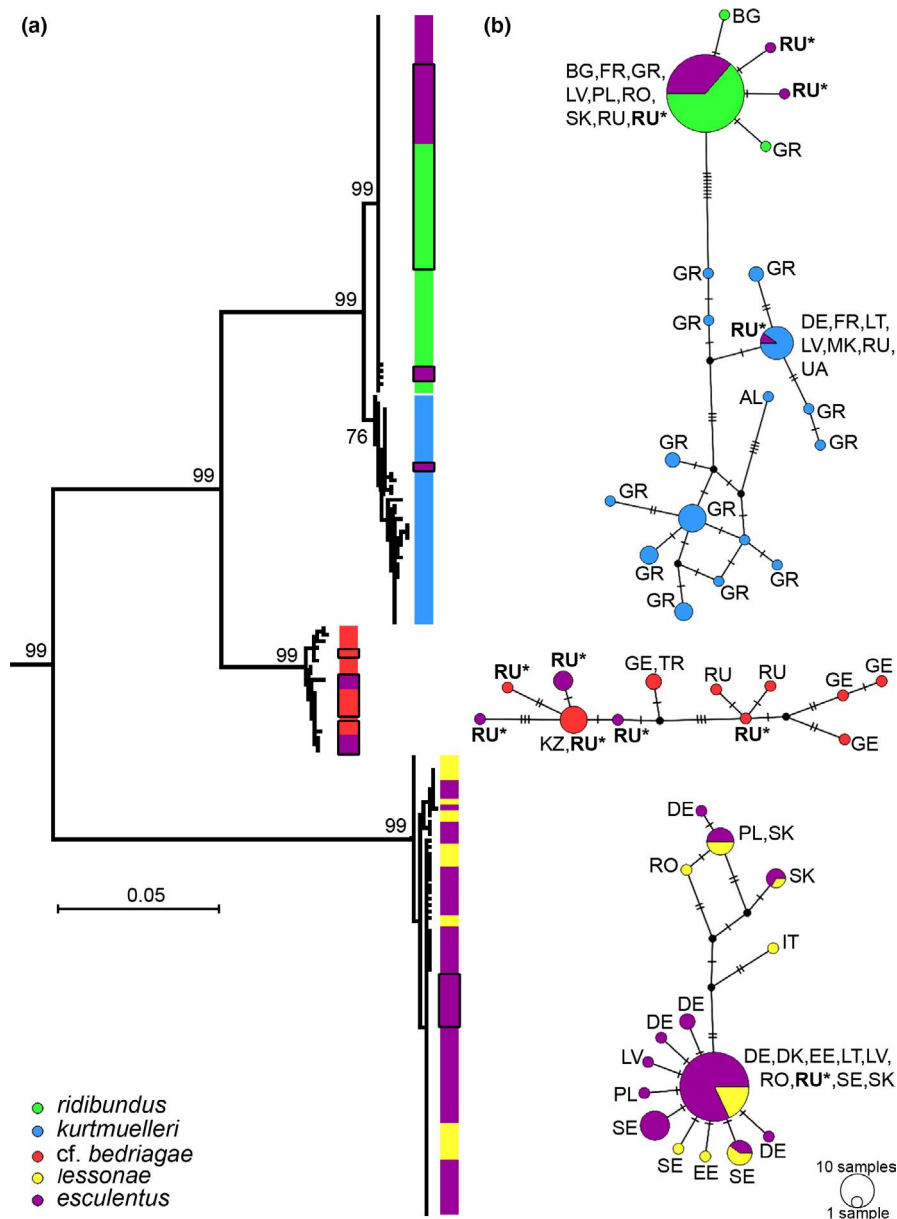 (a)
99
99
76
99
99
99
99
0.05
ridibundus
kurtmuelleri
cf. bedriagae
lessonae
esculentus
(b)
BG
RU*
BG,FR,GR,
LV,PL,RO,
SK,RU,RU*
RU*
GR
GR
GR
GR
RU*
DE,FR,LT,
LV,MK,RU,
UA
AL
GR
GR
GR
GR
GR
GR
GR
GR
GR
RU*
RU*
GE,TR
RU
RU
GE
GE
RU*
KZ,RU*
RU*
RU*
GE
DE
PL,SK
RO
SK
IT
DE
DE
LV
DE,DK,EE,LT,LV,
RO,RU*,SE,SK
PL
SE
SE
EE
SE
DE
10 samples
1 sample